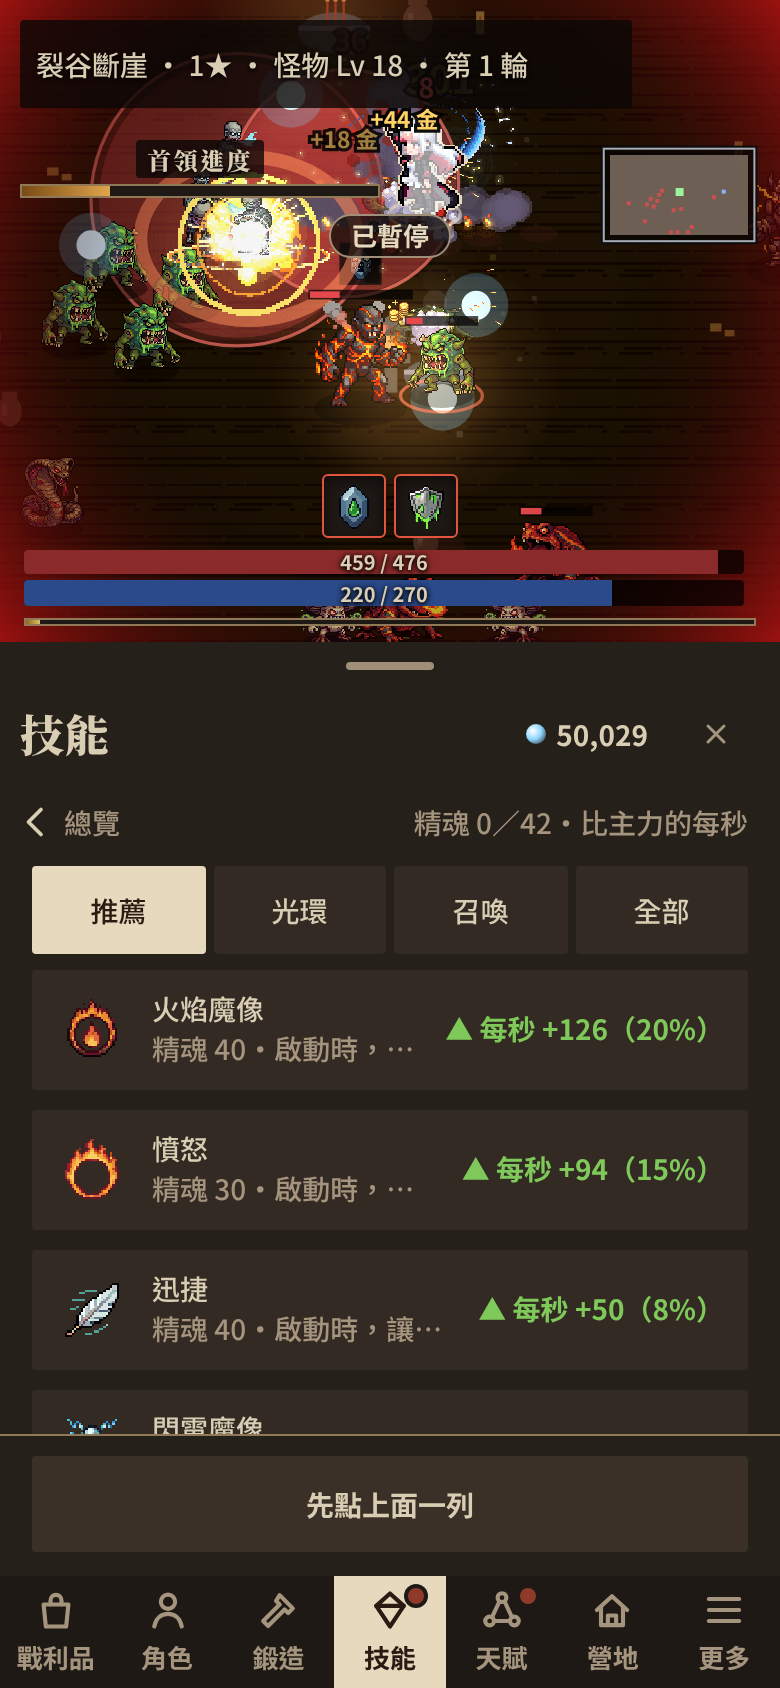 裂谷斷崖 • 1★ • 怪物 Lv 18 • 第 1 輪
8
+44 金
+18 金
首領進度
已暫停
459 / 476
220 / 270
技能
50,029
總覽
精魂 0／42・比主力的每秒
推薦
光環
召喚
全部
火焰魔像
▲ 每秒 +126（20%）
精魂 40・啟動時，…
憤怒
▲ 每秒 +94（15%）
精魂 30・啟動時，…
迅捷
▲ 每秒 +50（8%）
精魂 40・啟動時，讓…
閃電魔像
先點上面一列
戰利品
角色
鍛造
技能
天賦
營地
更多